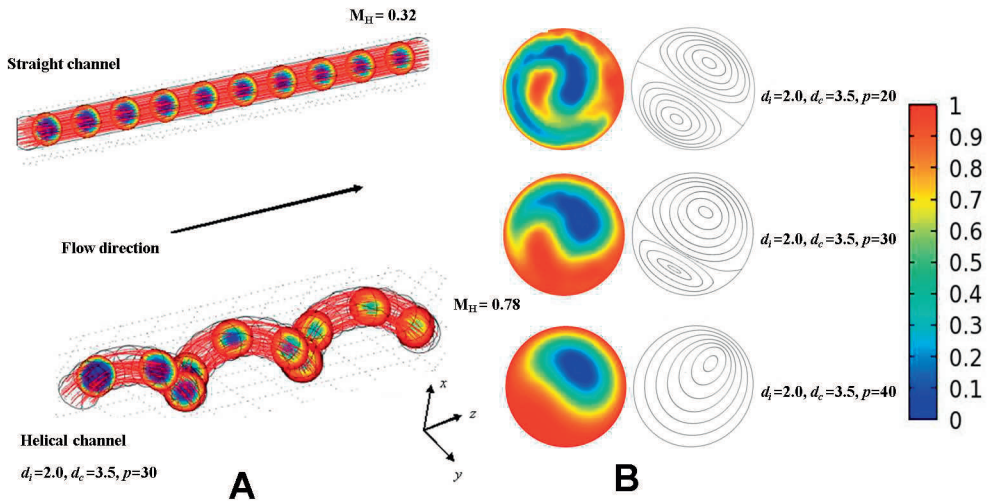 M_H = 0.32
Straight channel
Flow direction
M_H = 0.78
x
z
y
Helical channel
d_i=2.0, d_c=3.5, p=30
A
d_i=2.0, d_c=3.5, p=20
d_i=2.0, d_c=3.5, p=30
d_i=2.0, d_c=3.5, p=40
B
1
0.9
0.8
0.7
0.6
0.5
0.4
0.3
0.2
0.1
0